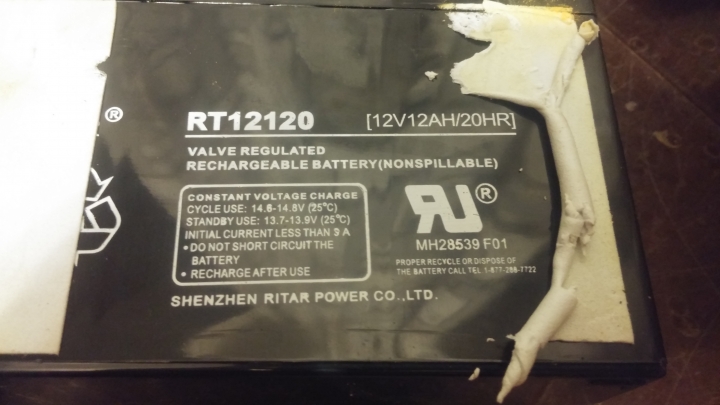 ®
RT12120 [12V12AH/20HR]
VALVE REGULATED
RECHARGEABLE BATTERY(NONSPILLABLE)
CONSTANT VOLTAGE CHARGE
CYCLE USE: 14.6-14.8V (25°C)
STANDBY USE: 13.7-13.9V (25°C)
INITIAL CURRENT LESS THAN 3 A
• DO NOT SHORT CIRCUIT THE
BATTERY
• RECHARGE AFTER USE
RU®
MH28539 F01
PROPER RECYCLE OR DISPOSE OF
THE BATTERY CALL TEL 1-877-288-7722
SHENZHEN RITAR POWER CO.,LTD.